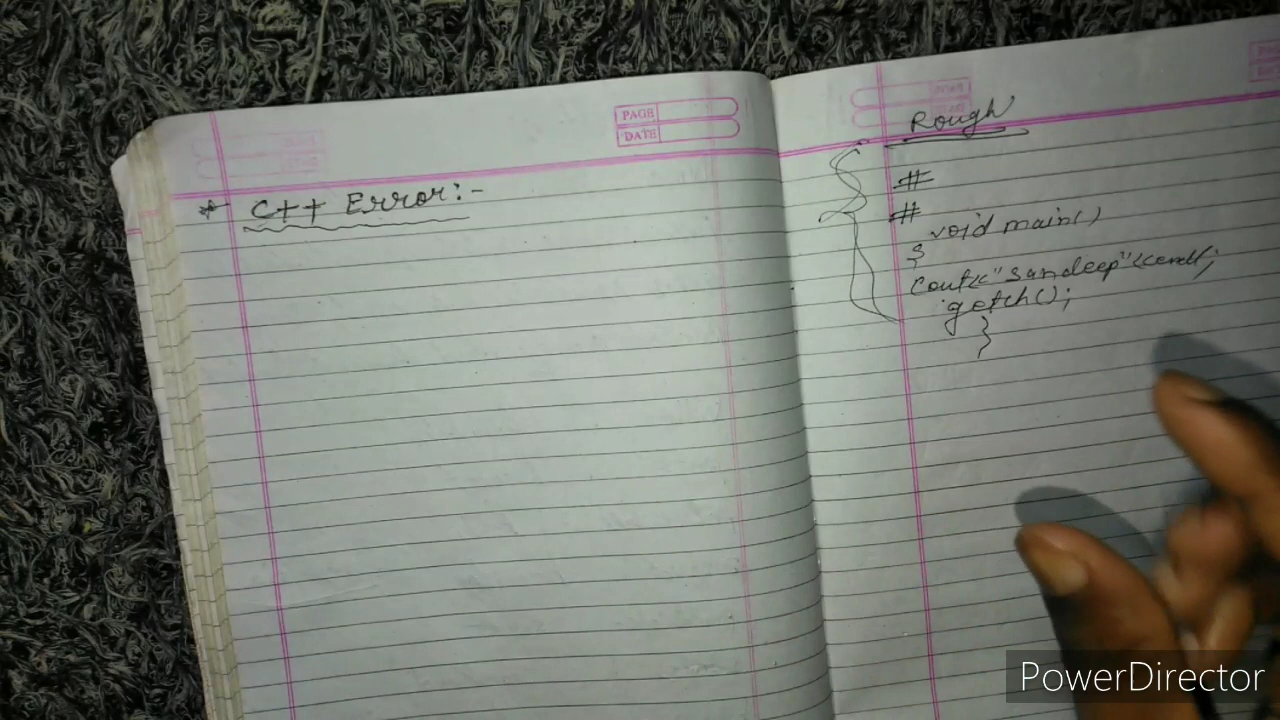 PAGE
DATE
* C++ Error:-
Rough
#
#
void main()
{
cout<<"sandeep"<<endl;
getch();
}
PowerDirector